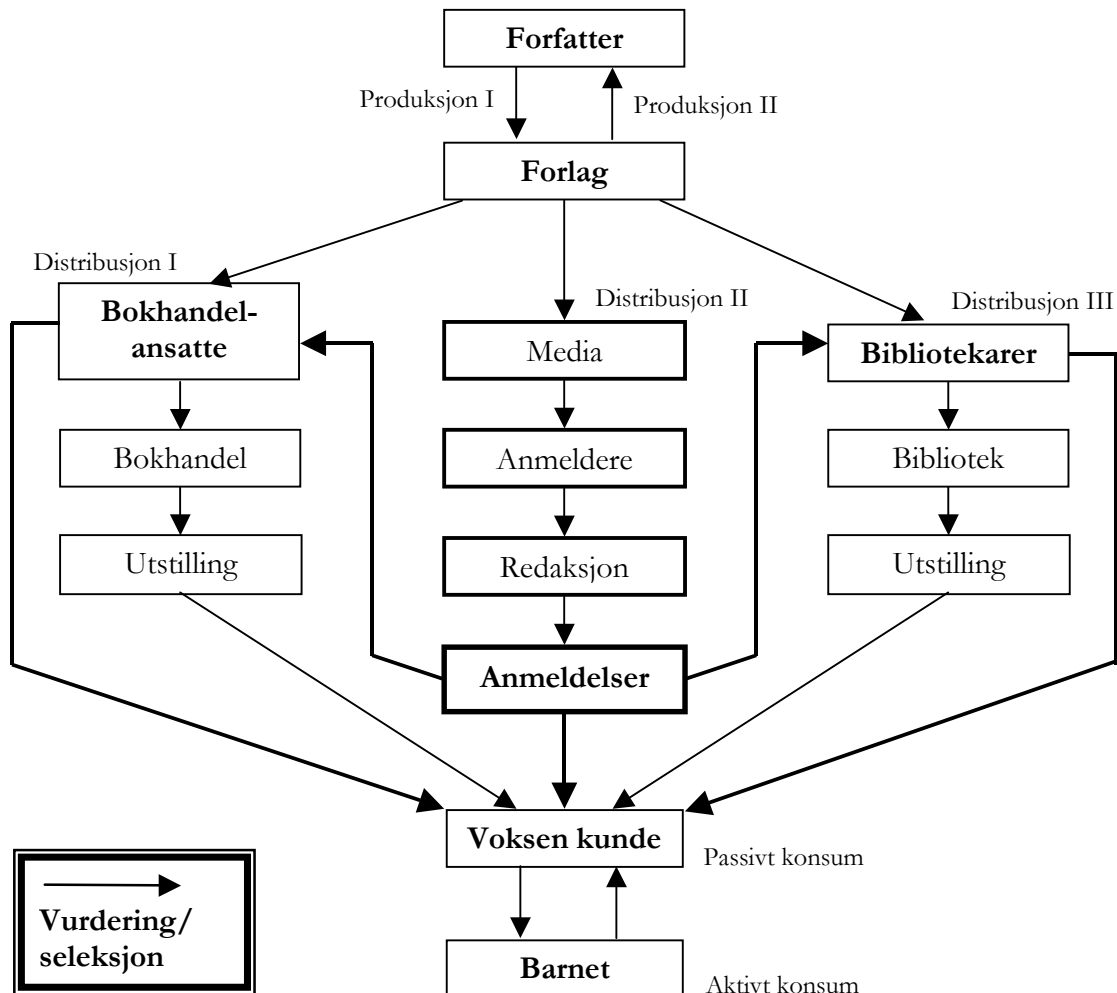 Forfatter
Produksjon I
Produksjon II
Forlag
Distribusjon I
Distribusjon II
Distribusjon III
Bokhandel-
ansatte
Media
Bibliotekarer
Bokhandel
Anmeldere
Bibliotek
Utstilling
Redaksjon
Utstilling
Anmeldelser
Voksen kunde
Passivt konsum
Vurdering/
seleksjon
Barnet
Aktivt konsum